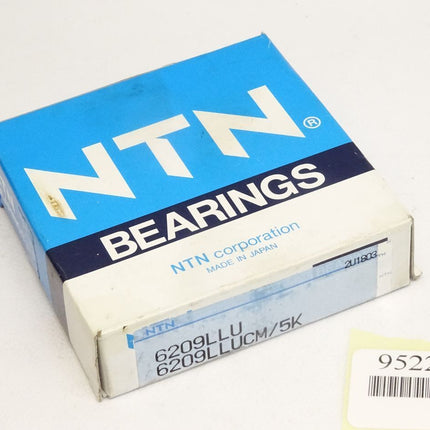 NTN®
BEARINGS
NTN corporation
MADE IN JAPAN
2U1803
NTN
6209LLU
6209LLUCM/5K
9522